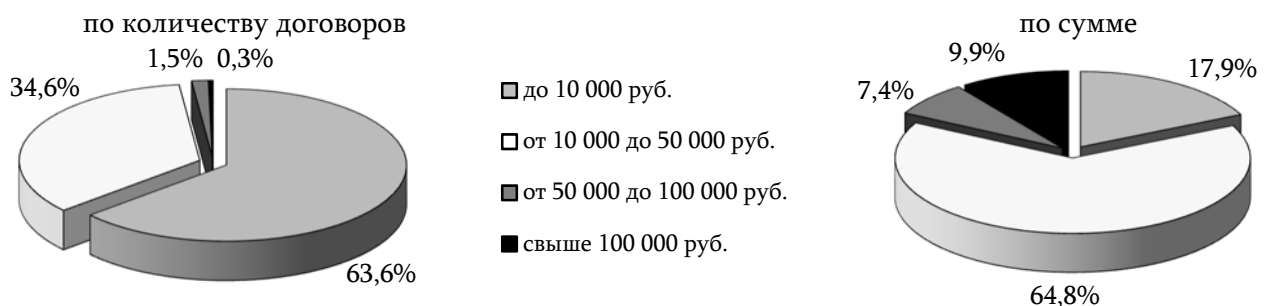 по количеству договоров
1,5%
0,3%
34,6%
63,6%
до 10 000 руб.
от 10 000 до 50 000 руб.
от 50 000 до 100 000 руб.
свыше 100 000 руб.
по сумме
9,9%
17,9%
7,4%
64,8%